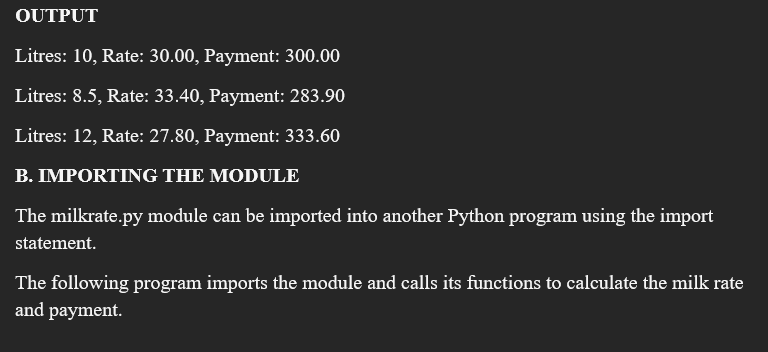 OUTPUT
Litres: 10, Rate: 30.00, Payment: 300.00
Litres: 8.5, Rate: 33.40, Payment: 283.90
Litres: 12, Rate: 27.80, Payment: 333.60
B. IMPORTING THE MODULE
The milkrate.py module can be imported into another Python program using the import
statement.
The following program imports the module and calls its functions to calculate the milk rate
and payment.